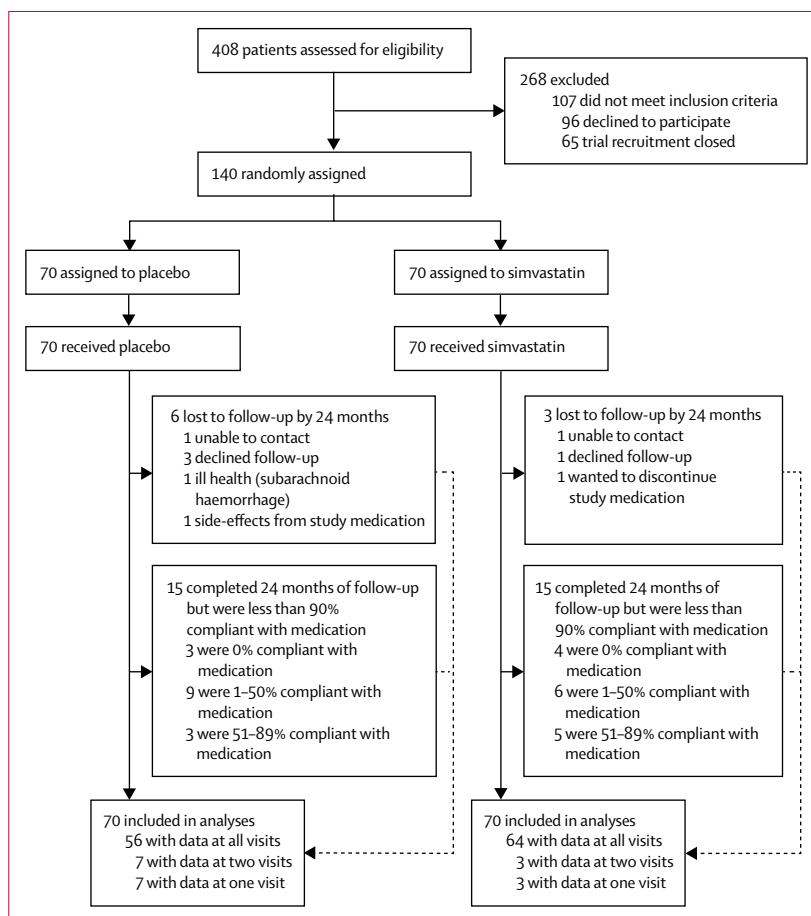 408 patients assessed for eligibility
268 excluded
107 did not meet inclusion criteria
96 declined to participate
65 trial recruitment closed
140 randomly assigned
70 assigned to placebo
70 assigned to simvastatin
70 received placebo
70 received simvastatin
6 lost to follow-up by 24 months
1 unable to contact
3 declined follow-up
1 ill health (subarachnoid
haemorrhage)
1 side-effects from study medication
3 lost to follow-up by 24 months
1 unable to contact
1 declined follow-up
1 wanted to discontinue
study medication
15 completed 24 months of follow-up
but were less than 90%
compliant with medication
3 were 0% compliant with
medication
9 were 1–50% compliant with
medication
3 were 51–89% compliant with
medication
15 completed 24 months of
follow-up but were less than
90% compliant with medication
4 were 0% compliant with
medication
6 were 1–50% compliant with
medication
5 were 51–89% compliant with
medication
70 included in analyses
56 with data at all visits
7 with data at two visits
7 with data at one visit
70 included in analyses
64 with data at all visits
3 with data at two visits
3 with data at one visit